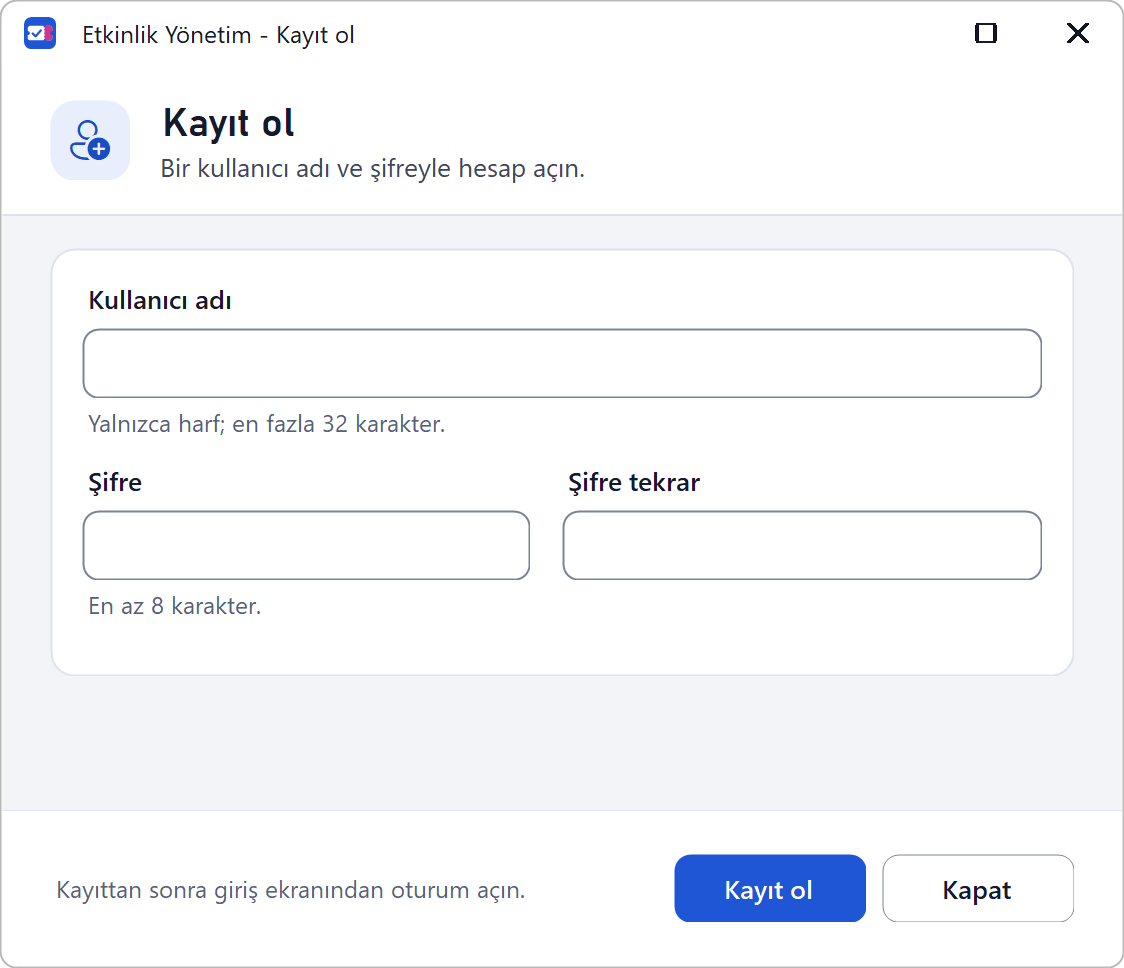 Etkinlik Yönetim - Kayıt ol
Kayıt ol
Bir kullanıcı adı ve şifreyle hesap açın.
Kullanıcı adı
Yalnızca harf; en fazla 32 karakter.
Şifre
Şifre tekrar
En az 8 karakter.
Kayıttan sonra giriş ekranından oturum açın.
Kayıt ol
Kapat